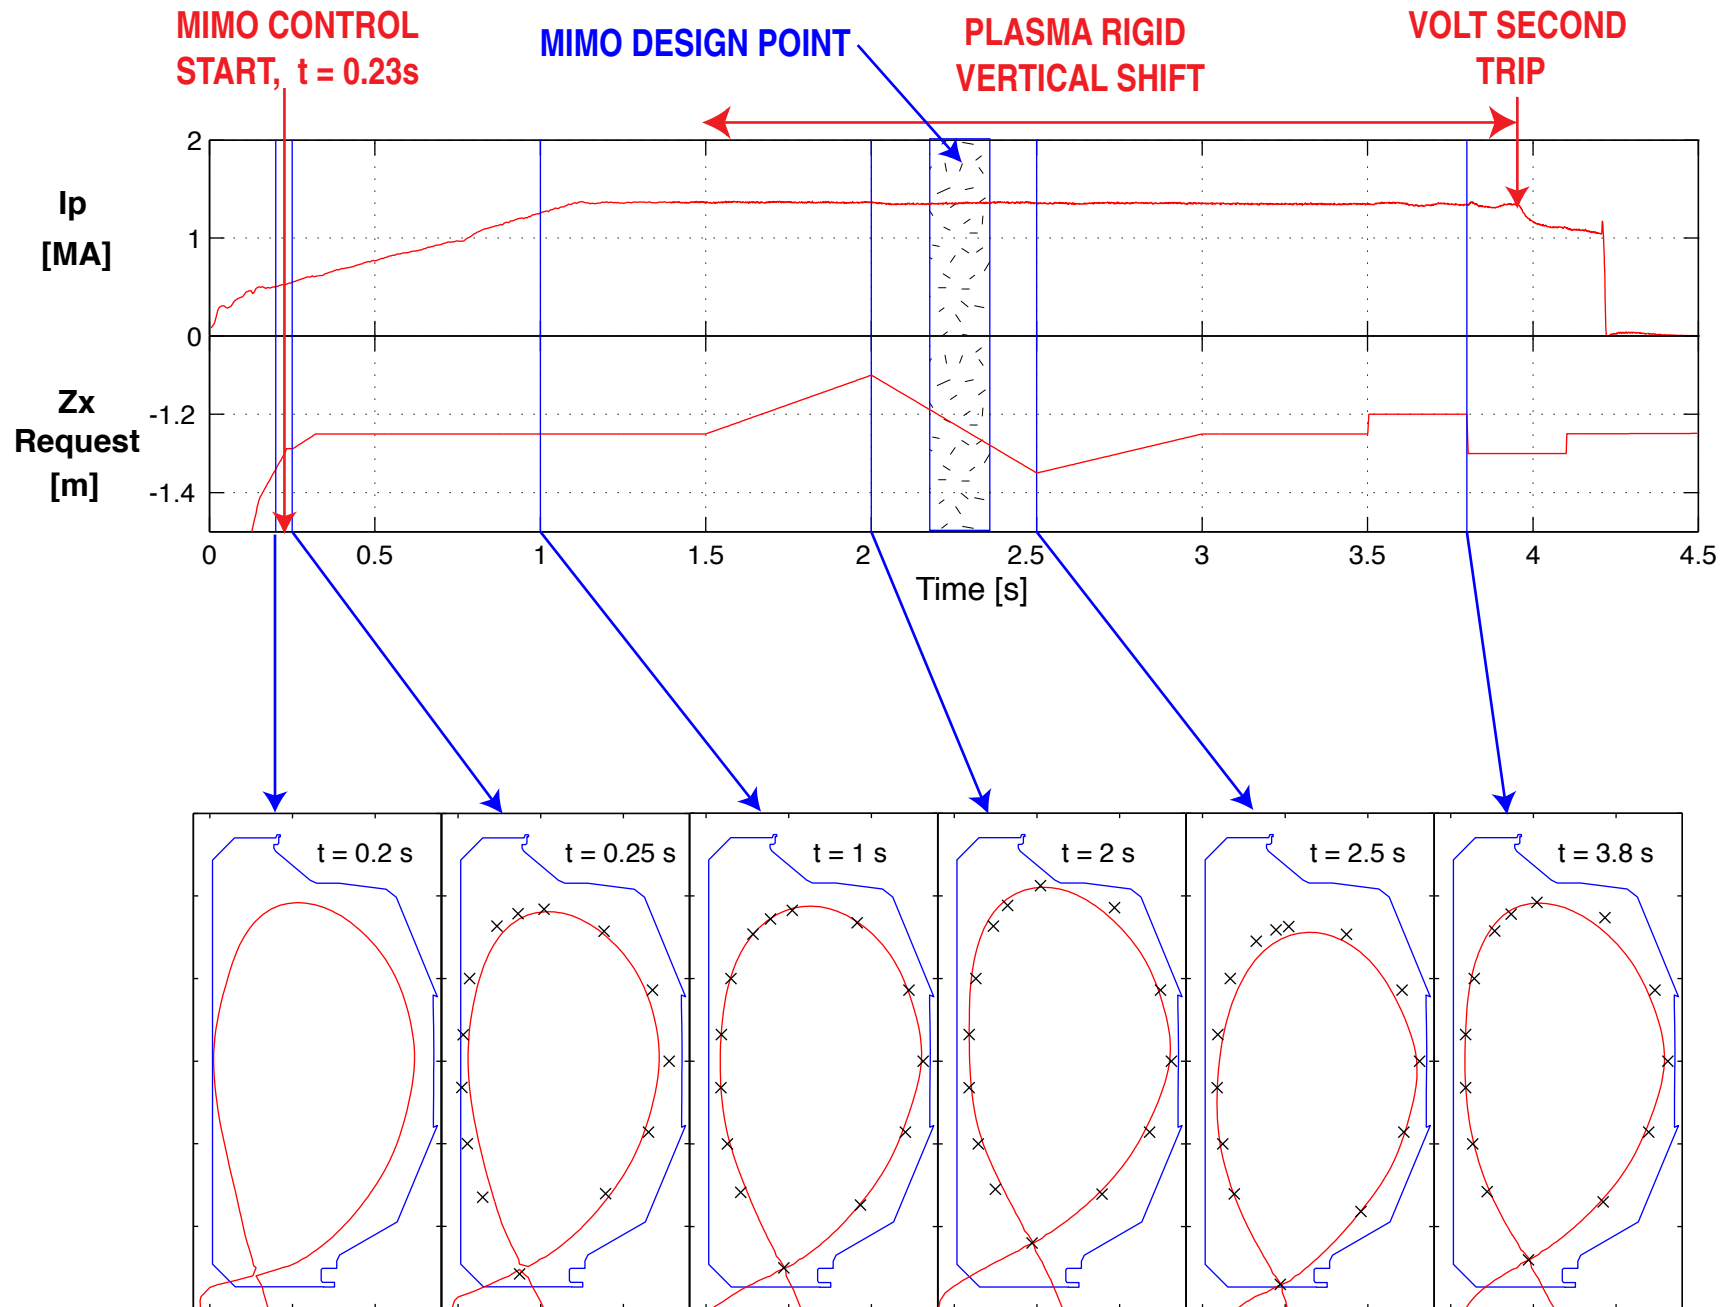 MIMO CONTROL
START, t = 0.23s
MIMO DESIGN POINT
PLASMA RIGID
VERTICAL SHIFT
VOLT SECOND
TRIP
Ip
[MA]
2
1
0
Zx
Request
[m]
-1.2
-1.4
0 0.5 1 1.5 2 2.5 3 3.5 4 4.5
Time [s]
t = 0.2 s
t = 0.25 s
t = 1 s
t = 2 s
t = 2.5 s
t = 3.8 s